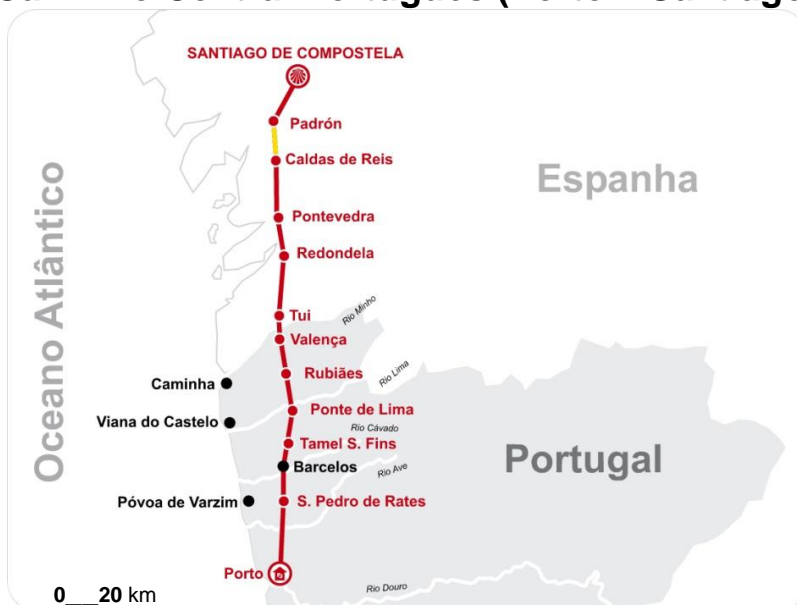 SANTIAGO DE COMPOSTELA
Padrón
Caldas de Reis
Espanha
Oceano Atlântico
Pontevedra
Redondela
Rio Minho
Tui
Valença
Rubiães
Rio Lima
Caminha
Ponte de Lima
Viana do Castelo
Rio Cávado
Tamel S. Fins
Portugal
Barcelos
Rio Ave
Póvoa de Varzim
S. Pedro de Rates
Porto
Rio Douro
0__20 km